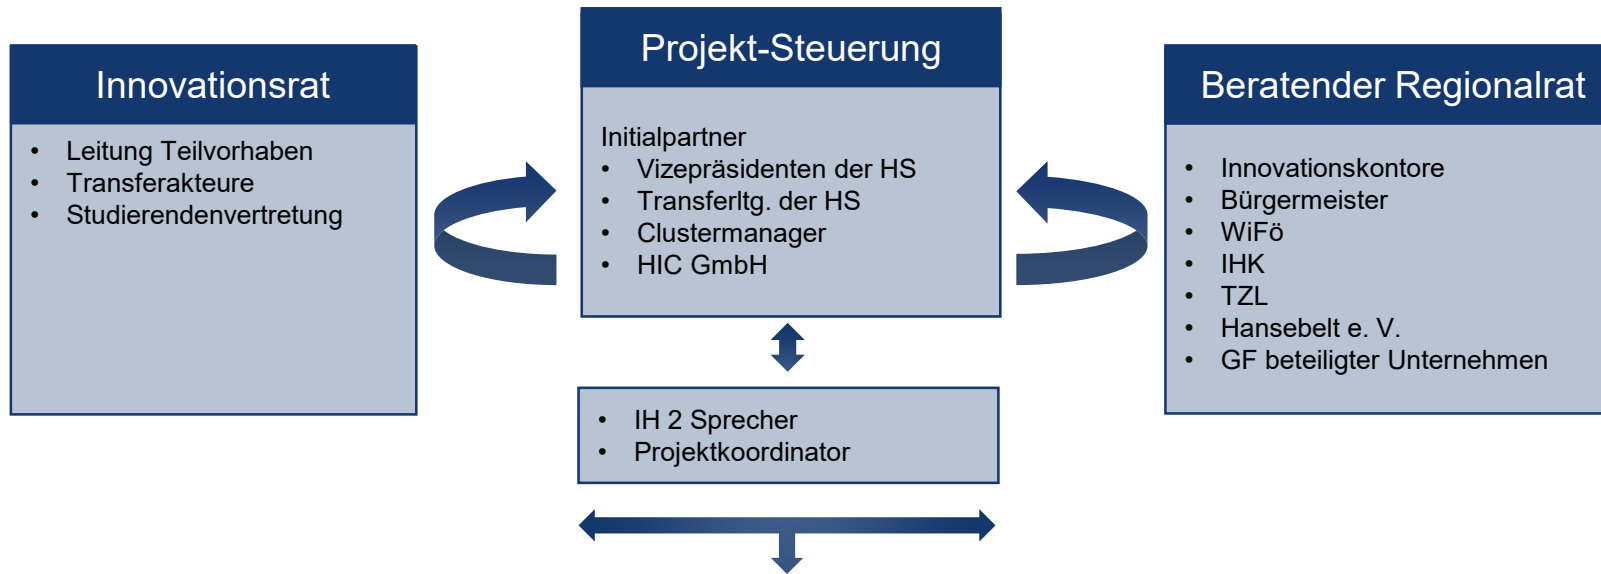 Innovationsrat
• Leitung Teilvorhaben
• Transferakteure
• Studierendenvertretung
Projekt-Steuerung
Initialpartner
• Vizepräsidenten der HS
• Transferltg. der HS
• Clustermanager
• HIC GmbH
• IH 2 Sprecher
• Projektkoordinator
Beratender Regionalrat
• Innovationskontore
• Bürgermeister
• WiFö
• IHK
• TZL
• Hansebelt e. V.
• GF beteiligter Unternehmen